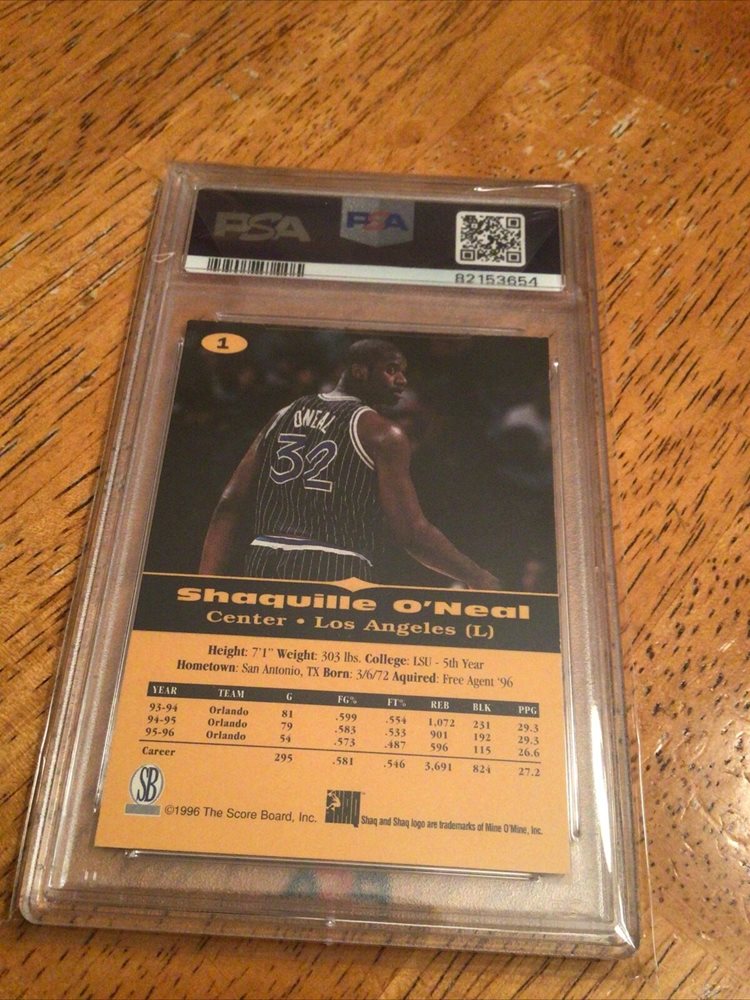 PSA PSA
82153654
1
O'NEAL
32
Shaquille O'Neal
Center • Los Angeles (L)
Height: 7'1" Weight: 303 lbs. College: LSU - 5th Year
Hometown: San Antonio, TX Born: 3/6/72 Aquired: Free Agent '96
YEAR TEAM G FG% FT% REB BLK PPG
93-94 Orlando 81 .599 .554 1,072 231 29.3
94-95 Orlando 79 .583 .533 901 192 29.3
95-96 Orlando 54 .573 .487 596 115 26.6
Career 295 .581 .546 3,691 824 27.2
SB ©1996 The Score Board, Inc. SHAQ Shaq and Shaq logo are trademarks of Mine O'Mine, Inc.